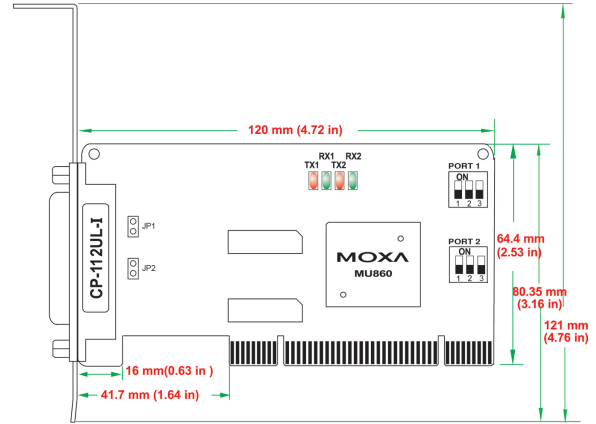 120 mm (4.72 in)
RX1 RX2
TX1 TX2
PORT 1
ON
1 2 3
CP-112UL-I
JP1
JP2
MOXA
MU860
PORT 2
ON
1 2 3
64.4 mm
(2.53 in)
80.35 mm
(3.16 in)
121 mm
(4.76 in)
16 mm(0.63 in )
41.7 mm (1.64 in)